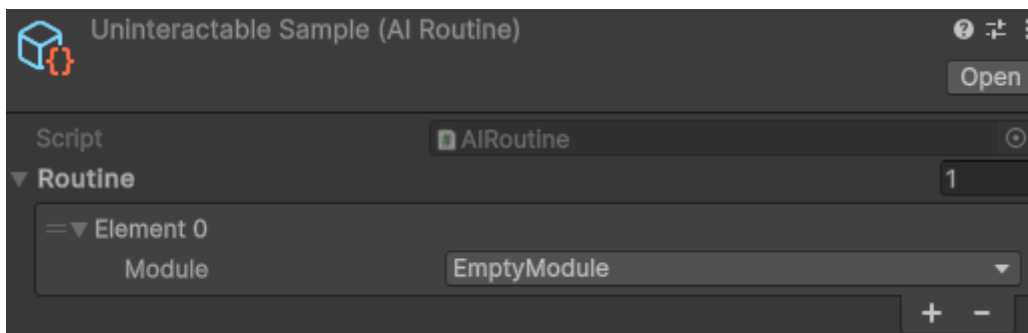 Uninteractable Sample (AI Routine)
Open
Script AIRoutine
Routine 1
Element 0
Module EmptyModule